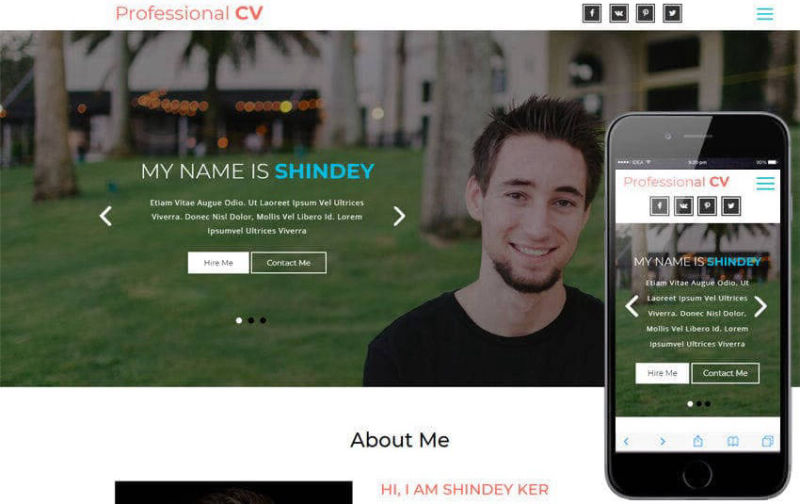 Professional CV
MY NAME IS SHINDEY
Etiam Vitae Augue Odio. Ut Laoreet Ipsum Vel Ultrices
Viverra. Donec Nisl Dolor, Mollis Vel Libero Id. Lorem
Ipsumvel Ultrices Viverra
Hire Me
Contact Me
About Me
HI, I AM SHINDEY KER
Professional CV
MY NAME IS SHINDEY
Etiam Vitae Augue Odio. Ut
Laoreet Ipsum Vel Ultrices
Viverra. Donec Nisl Dolor,
Mollis Vel Libero Id. Lorem
Ipsumvel Ultrices Viverra
Hire Me
Contact Me